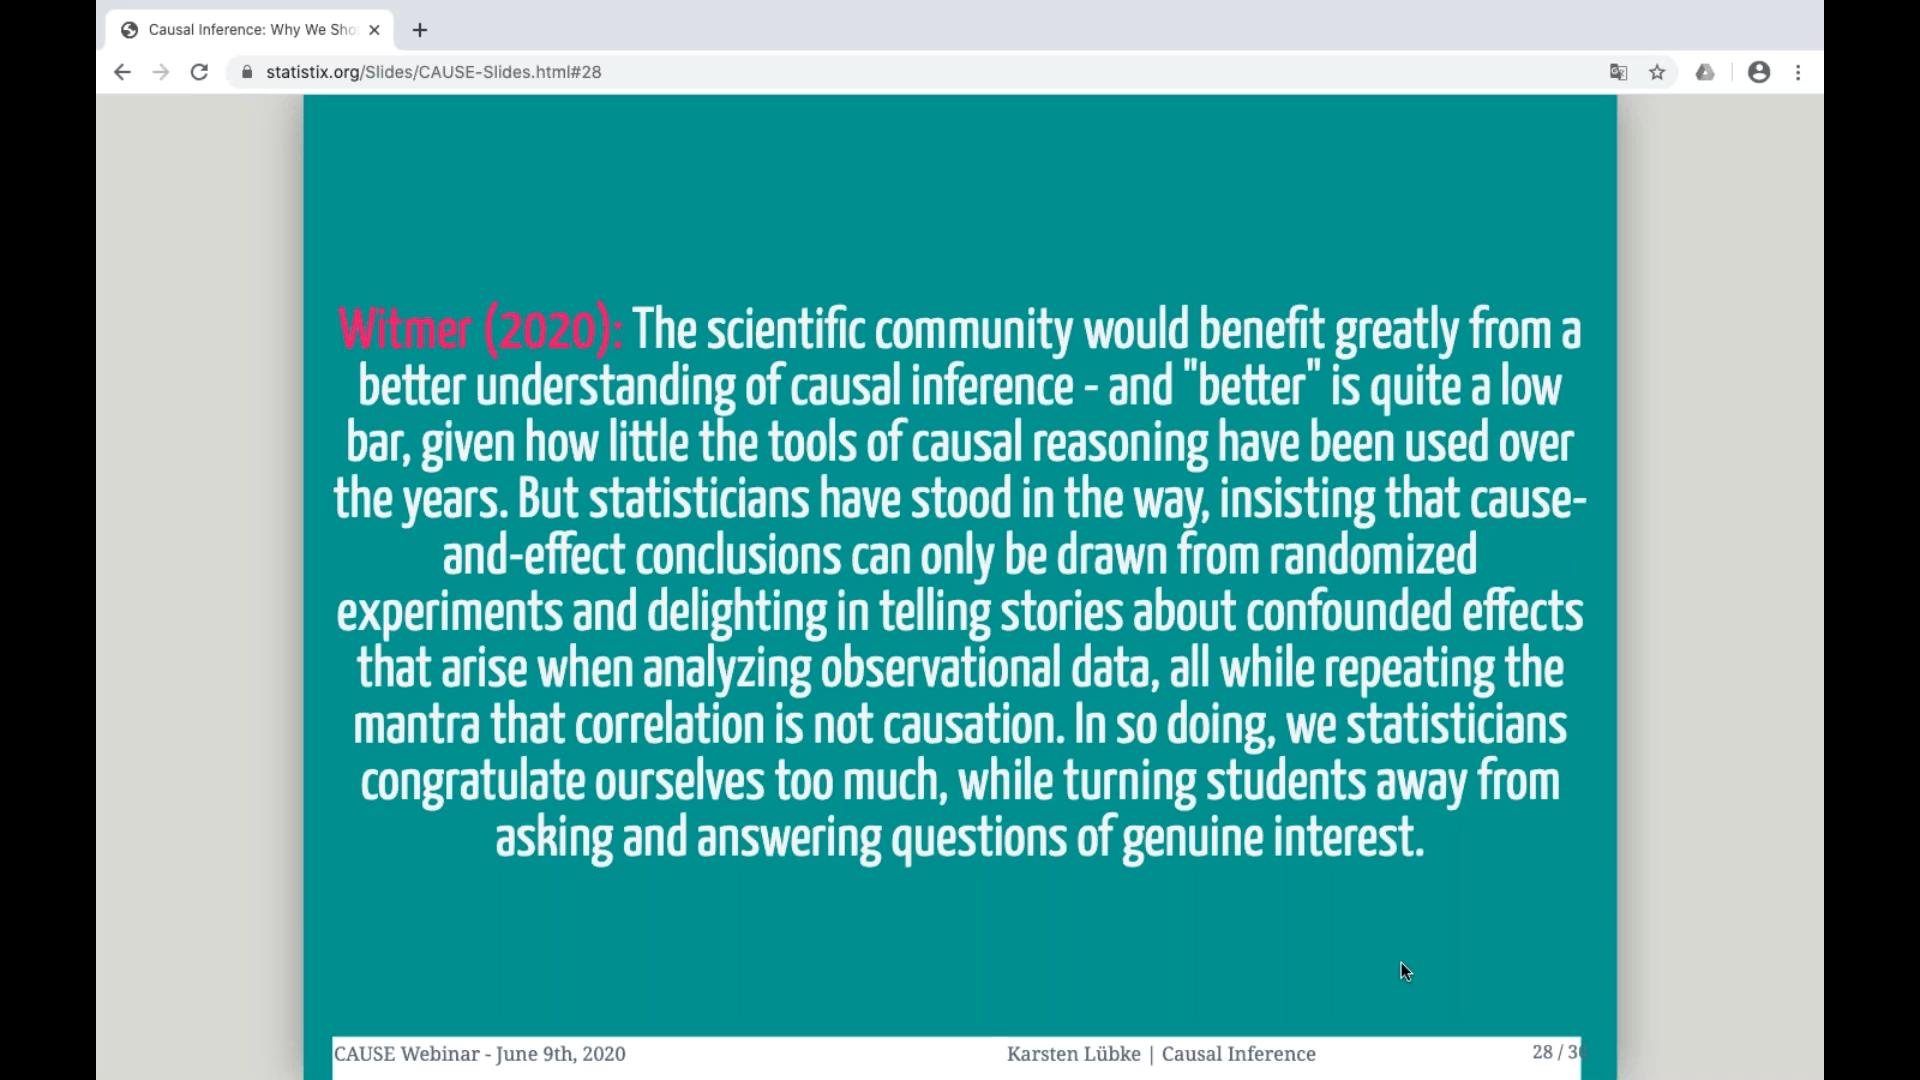 Causal Inference: Why We Sho
statistix.org/Slides/CAUSE-Slides.html#28
Witmer (2020): The scientific community would benefit greatly from a
better understanding of causal inference - and "better" is quite a low
bar, given how little the tools of causal reasoning have been used over
the years. But statisticians have stood in the way, insisting that cause-
and-effect conclusions can only be drawn from randomized
experiments and delighting in telling stories about confounded effects
that arise when analyzing observational data, all while repeating the
mantra that correlation is not causation. In so doing, we statisticians
congratulate ourselves too much, while turning students away from
asking and answering questions of genuine interest.
CAUSE Webinar - June 9th, 2020
Karsten Lübke | Causal Inference
28 / 3